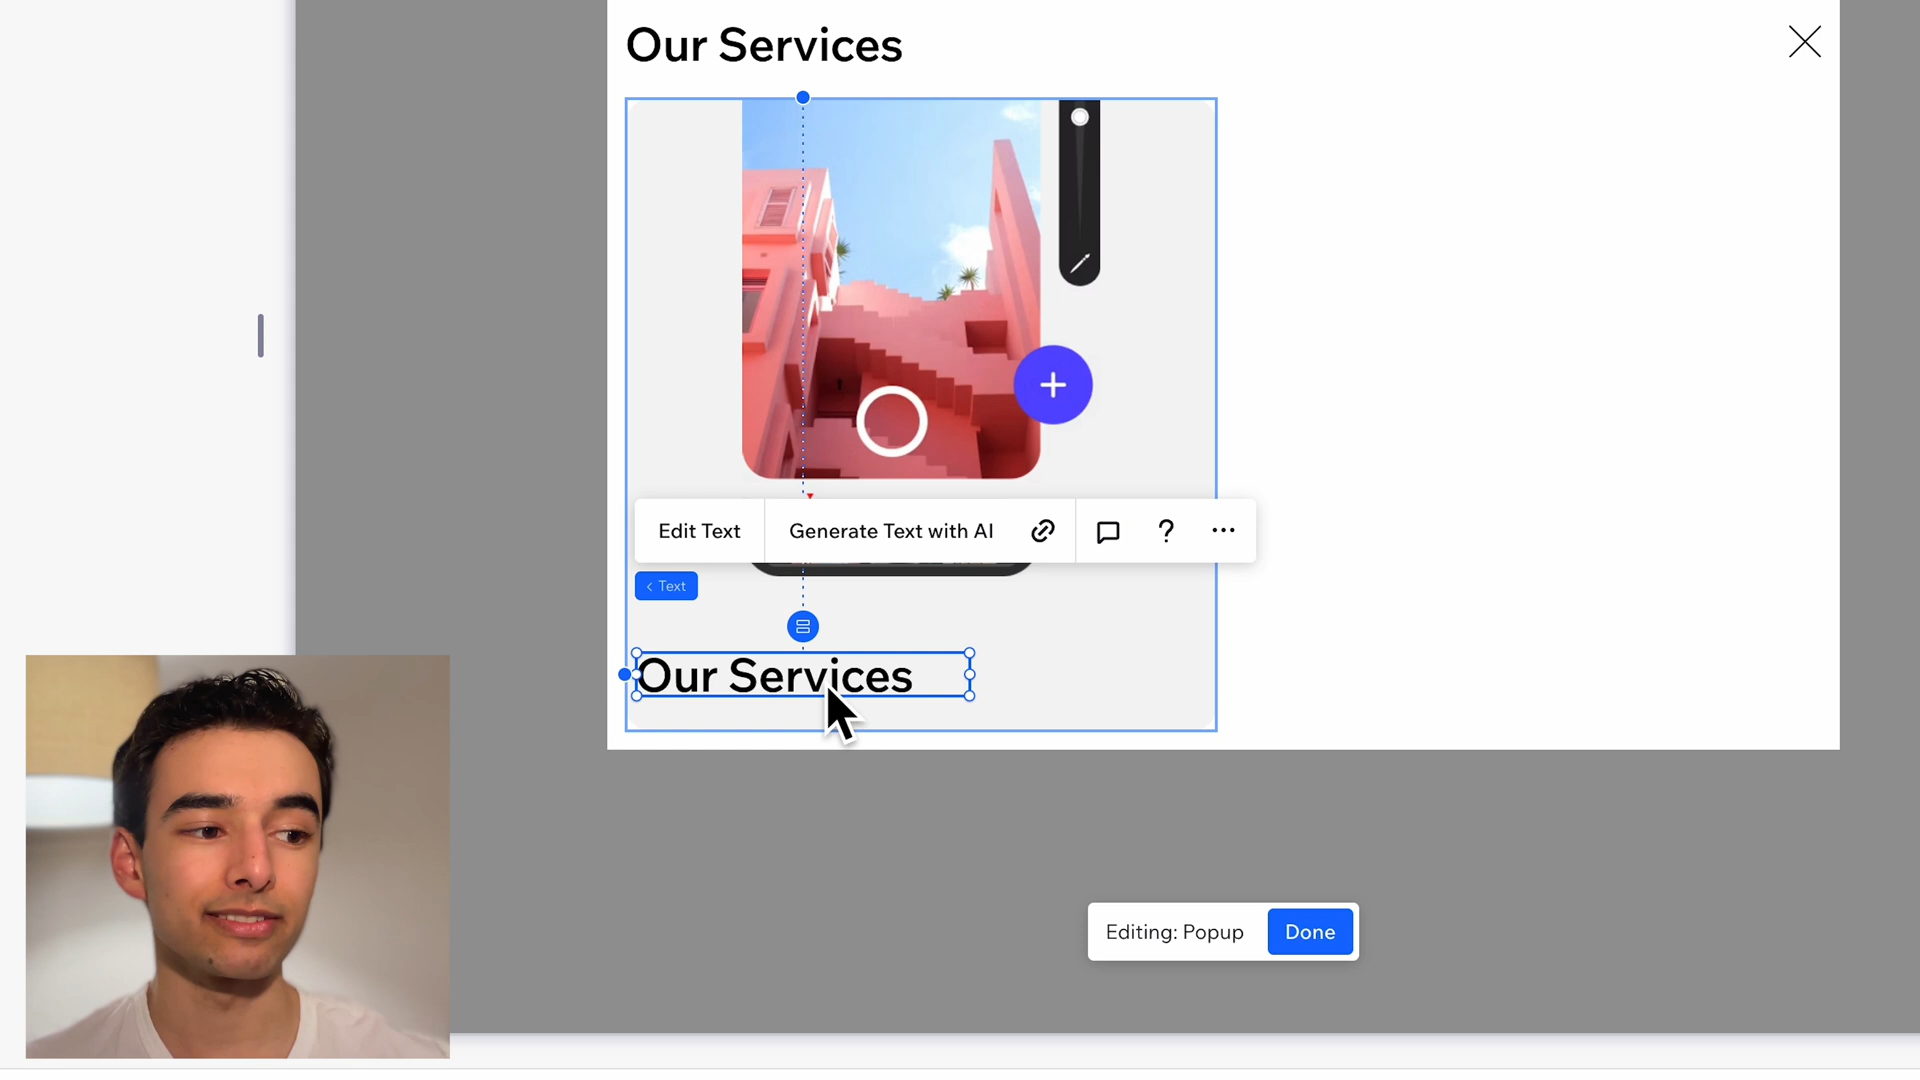 Our Services
Edit Text
Generate Text with AI
?
< Text
Our Services
Editing: Popup
Done